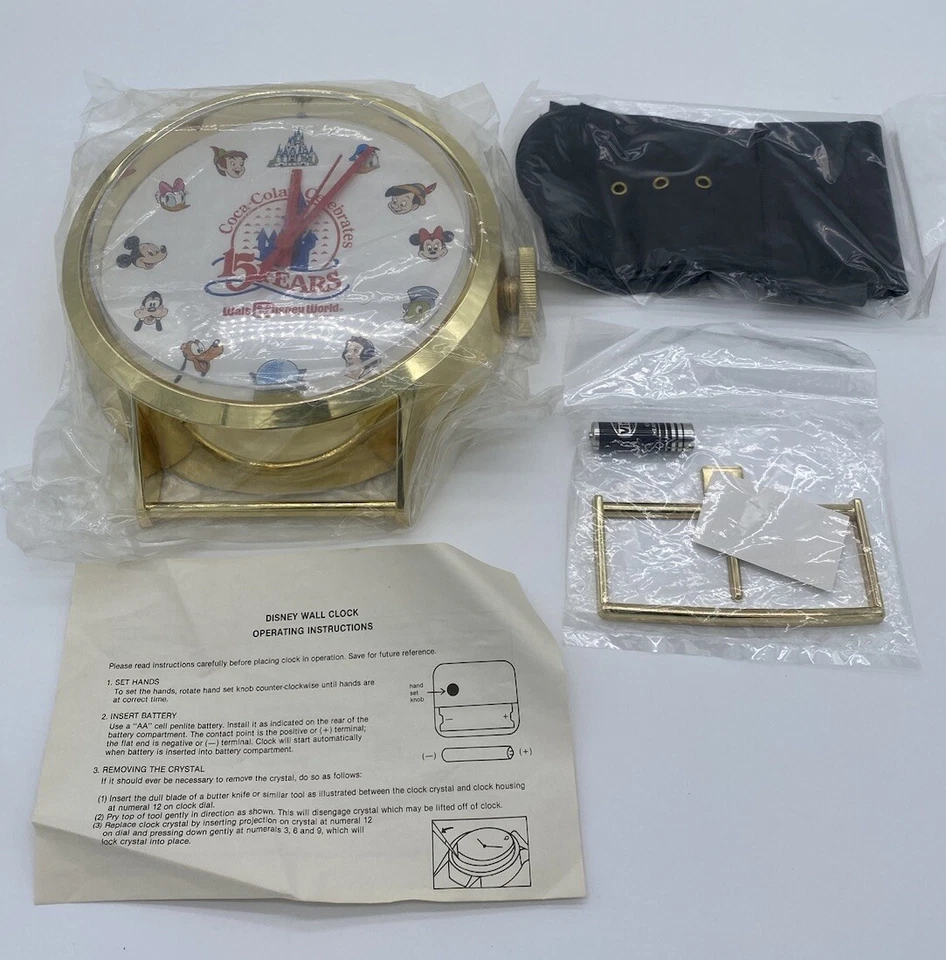 Coca-Cola Celebrates
15 YEARS
Walt Disney World
DISNEY WALL CLOCK
OPERATING INSTRUCTIONS
Please read instructions carefully before placing clock in operation. Save for future reference.
1. SET HANDS
To set the hands, rotate hand set knob counter-clockwise until hands are
at correct time.
hand
set
knob
2. INSERT BATTERY
Use a "AA" cell penlite battery. Install it as indicated on the rear of the
battery compartment. The contact point is the positive or (+) terminal;
the flat end is negative or (—) terminal. Clock will start automatically
when battery is inserted into battery compartment.
— +
(—) (+)
3. REMOVING THE CRYSTAL
If it should ever be necessary to remove the crystal, do so as follows:
(1) Insert the dull blade of a butter knife or similar tool as illustrated between the clock crystal and clock housing
at numeral 12 on clock dial.
(2) Pry top of tool gently in direction as shown. This will disengage crystal which may be lifted off of clock.
(3) Replace clock crystal by inserting projection on crystal at numeral 12
on dial and pressing down gently at numerals 3, 6 and 9, which will
lock crystal into place.